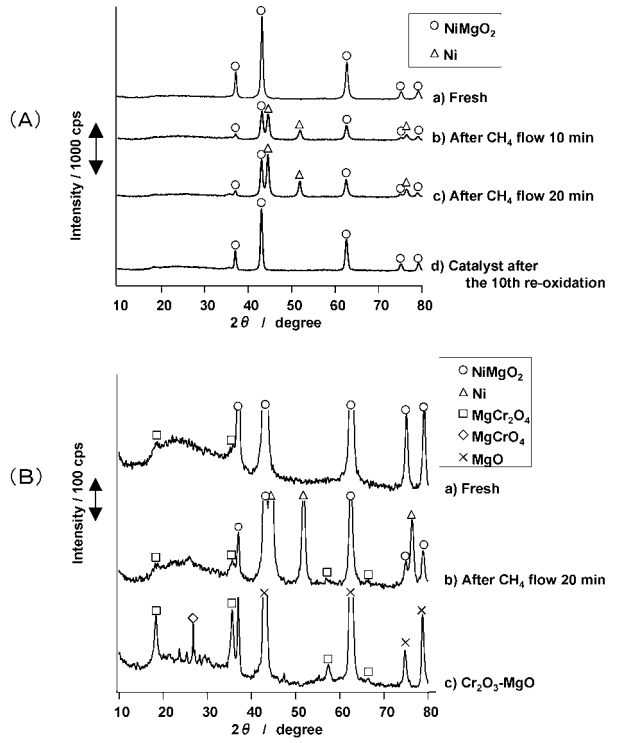 ○ NiMgO₂
△ Ni
(A)
Intensity / 1000 cps
a) Fresh
b) After CH₄ flow 10 min
c) After CH₄ flow 20 min
d) Catalyst after
the 10th re-oxidation
10 20 30 40 50 60 70 80
2θ / degree
○ NiMgO₂
△ Ni
□ MgCr₂O₄
◇ MgCrO₄
× MgO
(B)
Intensity / 100 cps
a) Fresh
b) After CH₄ flow 20 min
c) Cr₂O₃-MgO
10 20 30 40 50 60 70 80
2θ / degree